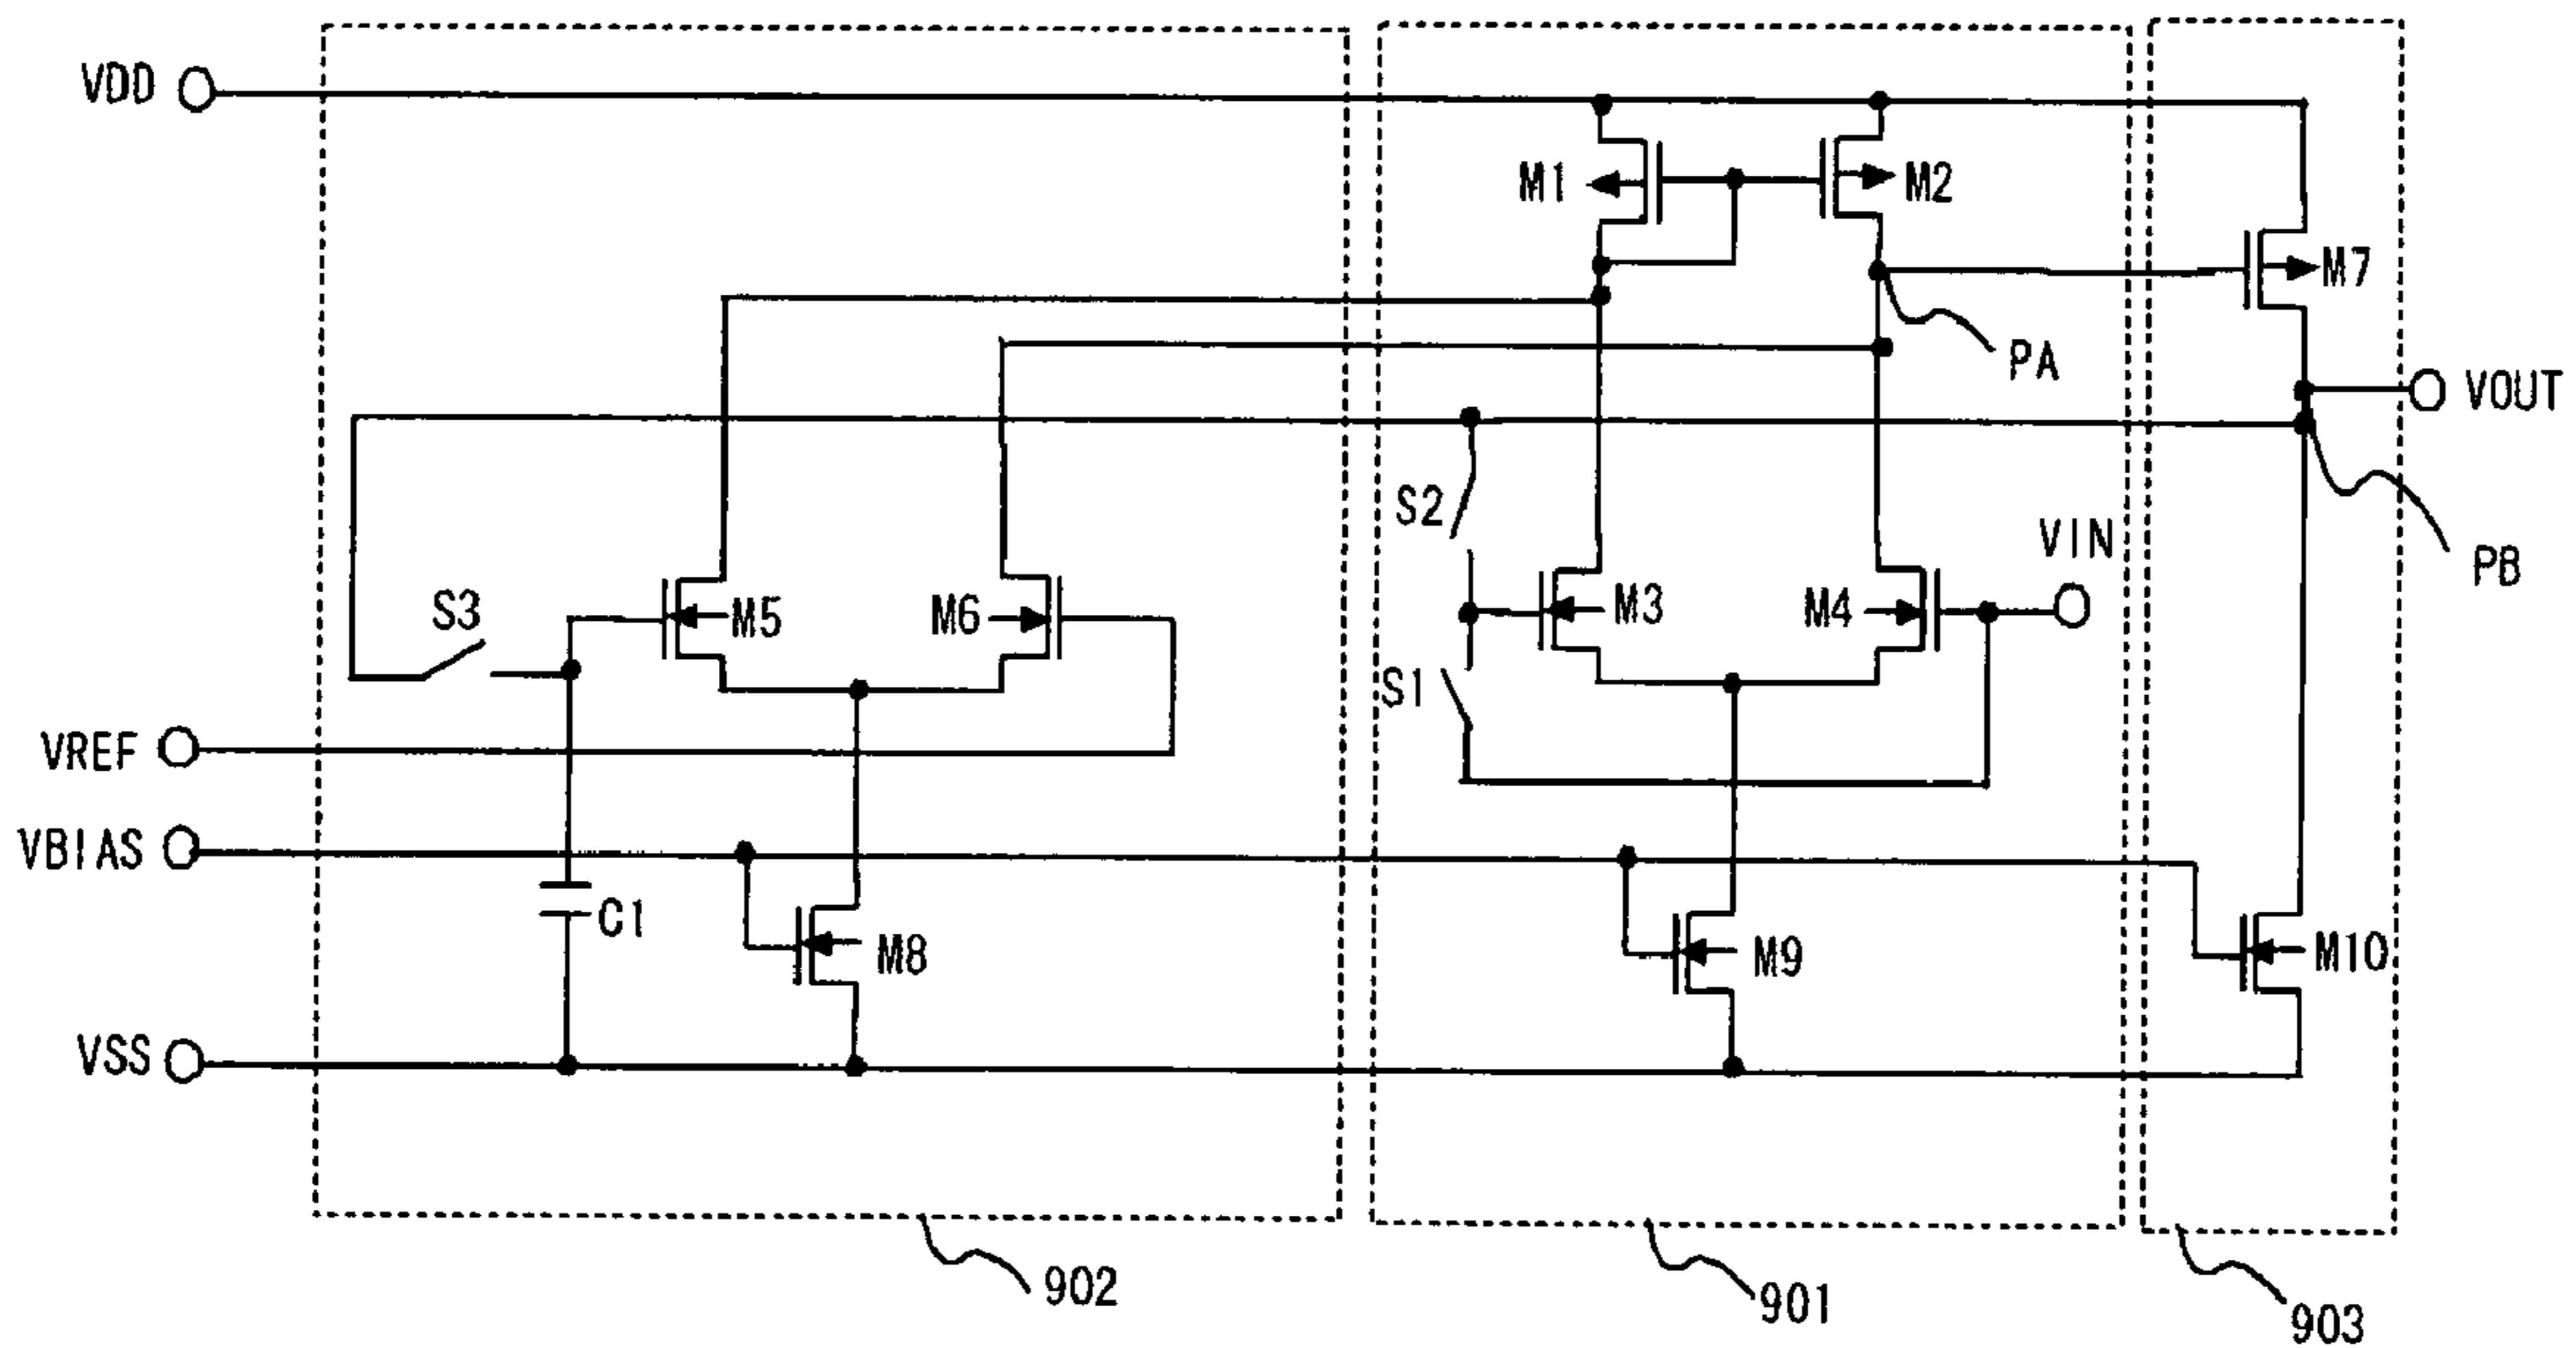 VDD
M1
M2
M7
PA
VOUT
S2
VIN
PB
S3
M5
M6
M3
M4
S1
VREF
VBIAS
C1
M8
M9
M10
VSS
902
901
903